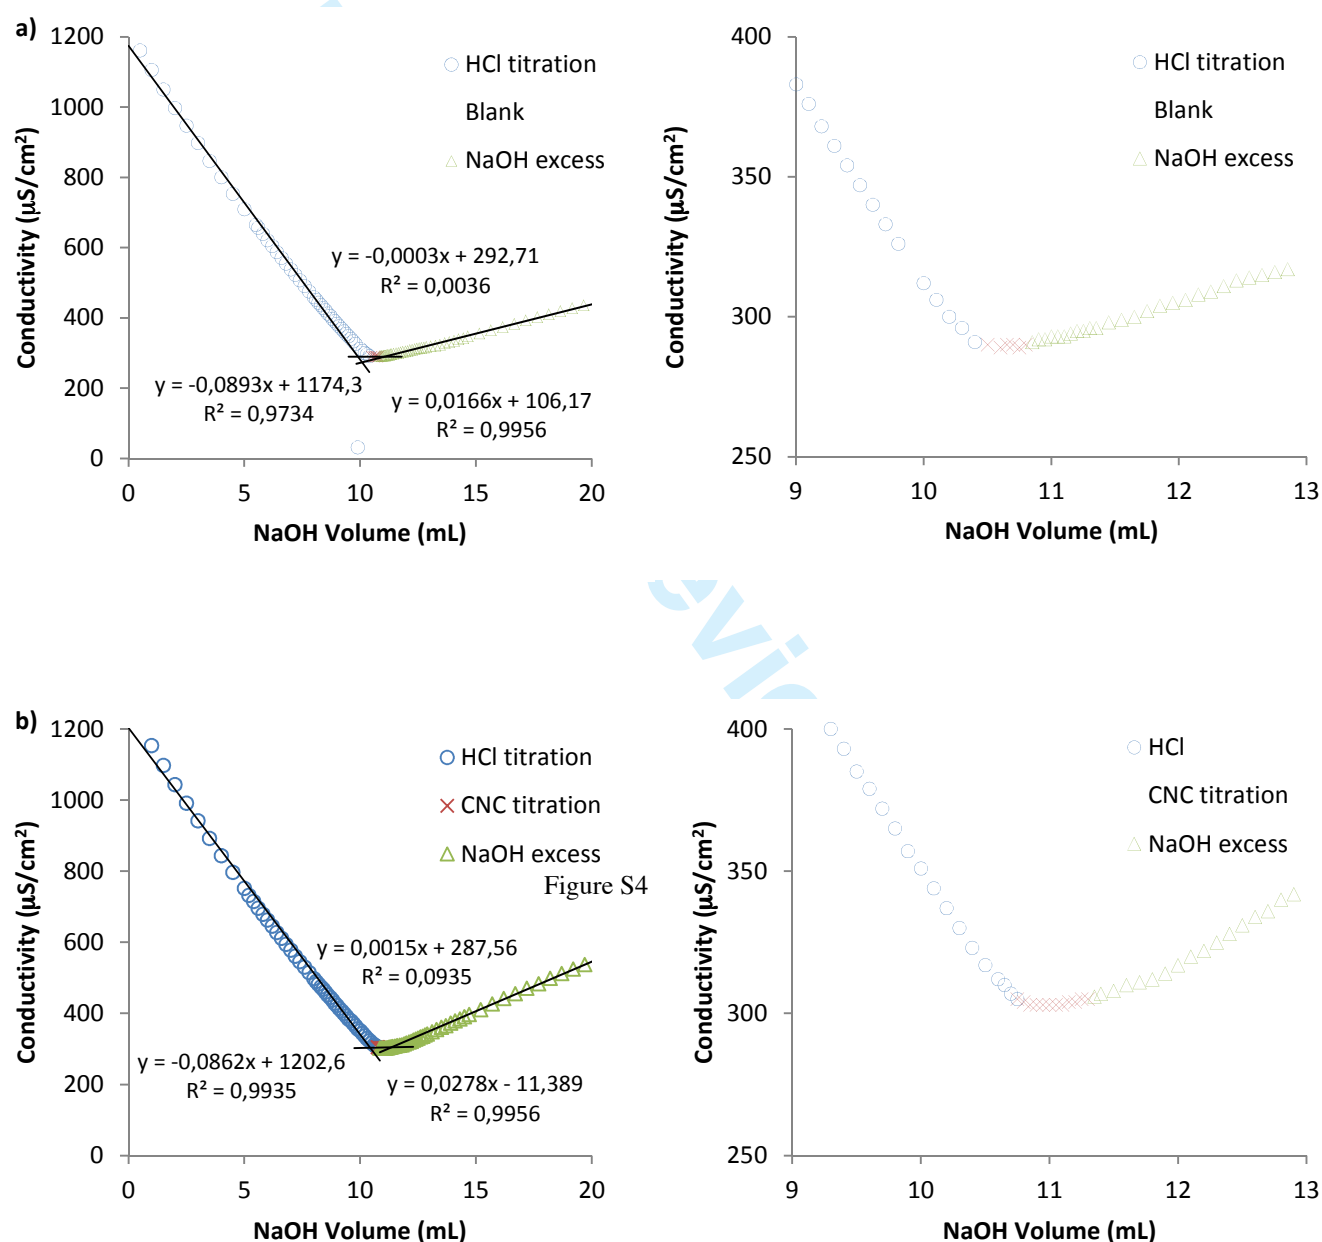 a)
1200
1000
800
600
400
200
0
Conductivity (µS/cm²)
HCl titration
Blank
NaOH excess
y = -0,0003x + 292,71
R² = 0,0036
y = -0,0893x + 1174,3
R² = 0,9734
y = 0,0166x + 106,17
R² = 0,9956
0 5 10 15 20
NaOH Volume (mL)
400
350
300
250
Conductivity (µS/cm²)
HCl titration
Blank
NaOH excess
9 10 11 12 13
NaOH Volume (mL)
b)
1200
1000
800
600
400
200
0
Conductivity (µS/cm²)
HCl titration
CNC titration
NaOH excess
Figure S4
y = 0,0015x + 287,56
R² = 0,0935
y = -0,0862x + 1202,6
R² = 0,9935
y = 0,0278x - 11,389
R² = 0,9956
0 5 10 15 20
NaOH Volume (mL)
400
350
300
250
Conductivity (µS/cm²)
HCl
CNC titration
NaOH excess
9 10 11 12 13
NaOH Volume (mL)